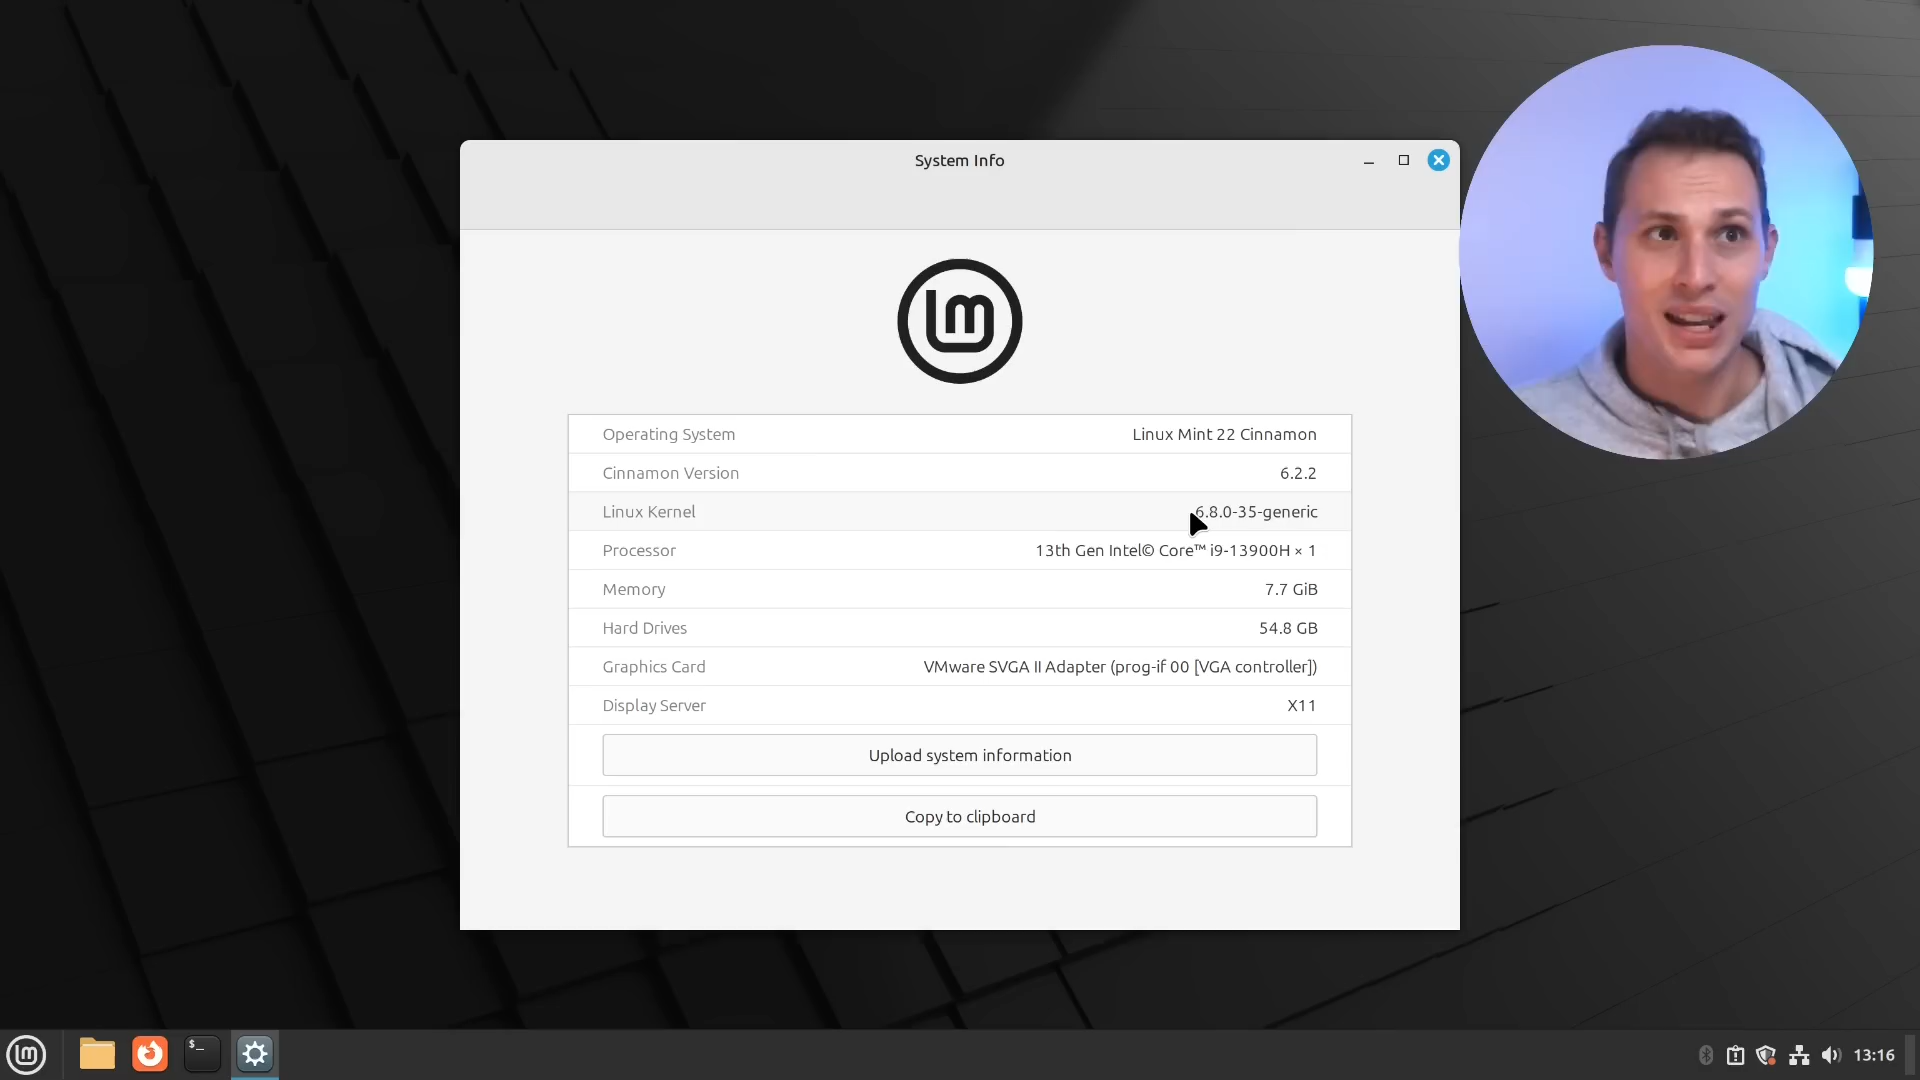 System Info
Operating System Linux Mint 22 Cinnamon
Cinnamon Version 6.2.2
Linux Kernel 6.8.0-35-generic
Processor 13th Gen Intel© Core™ i9-13900H × 1
Memory 7.7 GiB
Hard Drives 54.8 GB
Graphics Card VMware SVGA II Adapter (prog-if 00 [VGA controller])
Display Server X11
Upload system information
Copy to clipboard
$_
13:16